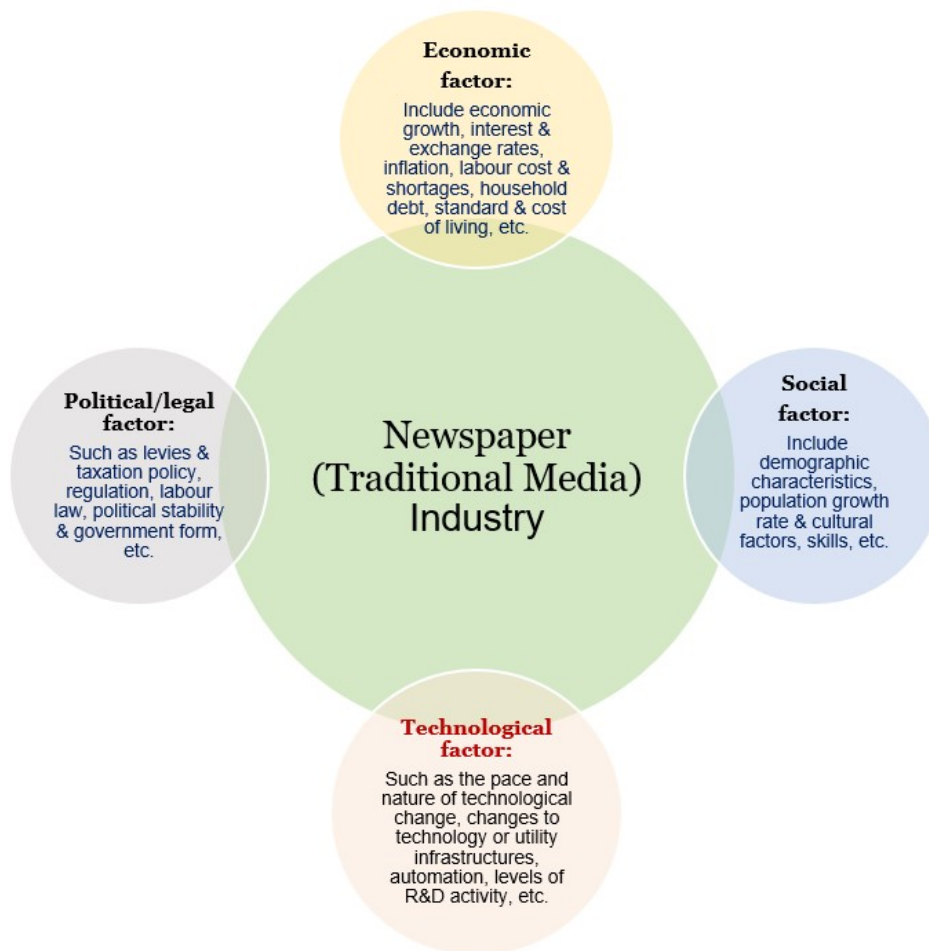 Economic
factor:
Include economic
growth, interest &
exchange rates,
inflation, labour cost &
shortages, household
debt, standard & cost
of living, etc.
Political/legal
factor:
Such as levies &
taxation policy,
regulation, labour
law, political stability
& government form,
etc.
Newspaper
(Traditional Media)
Industry
Social
factor:
Include
demographic
characteristics,
population growth
rate & cultural
factors, skills, etc.
Technological
factor:
Such as the pace and
nature of technological
change, changes to
technology or utility
infrastructures,
automation, levels of
R&D activity, etc.